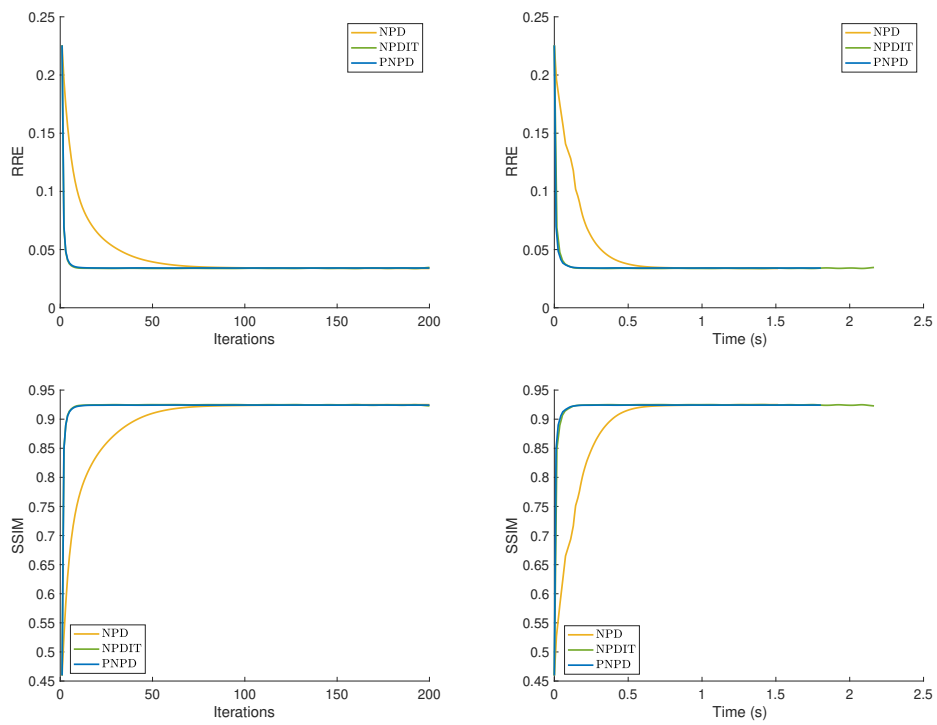 0.25
0.2
0.15
0.1
0.05
0
RRE
0 50 100 150 200
Iterations
NPD
NPDIT
PNPD
0.25
0.2
0.15
0.1
0.05
0
RRE
0 0.5 1 1.5 2 2.5
Time (s)
NPD
NPDIT
PNPD
0.95
0.9
0.85
0.8
0.75
0.7
0.65
0.6
0.55
0.5
0.45
SSIM
0 50 100 150 200
Iterations
NPD
NPDIT
PNPD
0.95
0.9
0.85
0.8
0.75
0.7
0.65
0.6
0.55
0.5
0.45
SSIM
0 0.5 1 1.5 2 2.5
Time (s)
NPD
NPDIT
PNPD